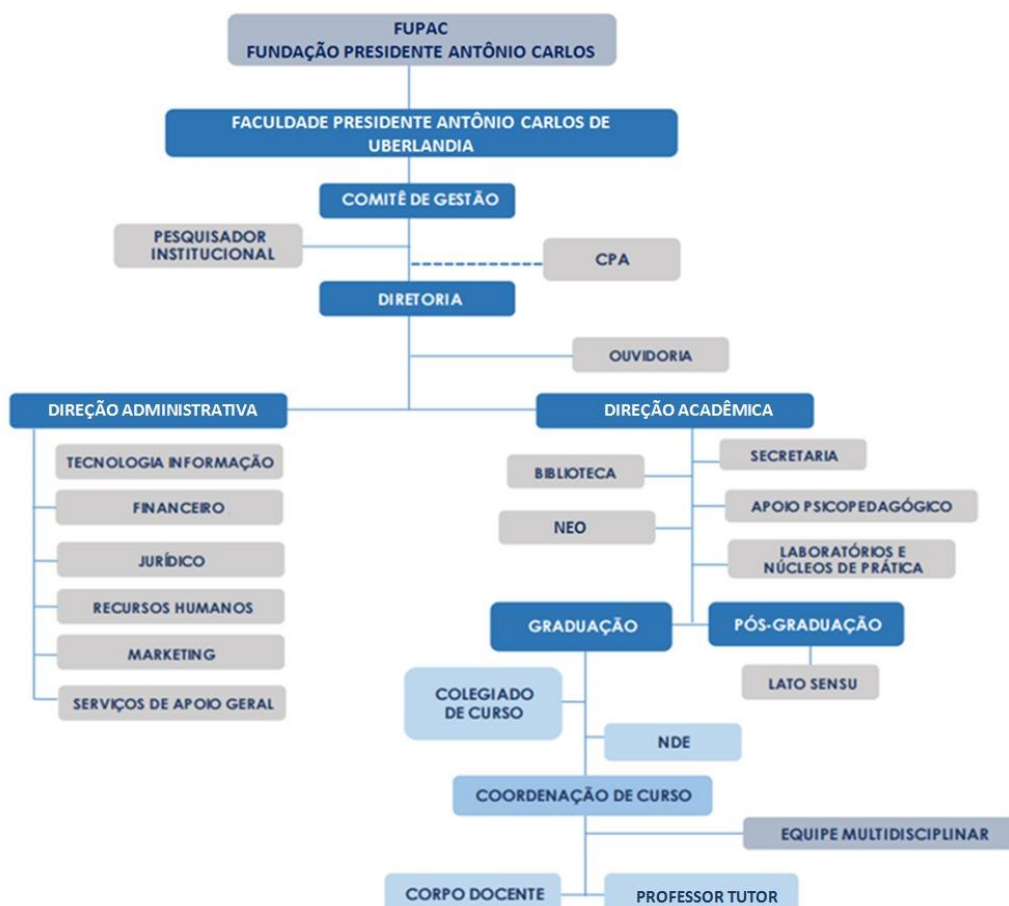 FUPAC
FUNDAÇÃO PRESIDENTE ANTÔNIO CARLOS
FACULDADE PRESIDENTE ANTÔNIO CARLOS DE
UBERLANDIA
COMITÊ DE GESTÃO
PESQUISADOR
INSTITUCIONAL
CPA
DIRETORIA
OUVIDORIA
DIREÇÃO ADMINISTRATIVA
DIREÇÃO ACADÊMICA
TECNOLOGIA INFORMAÇÃO
FINANCEIRO
JURÍDICO
RECURSOS HUMANOS
MARKETING
SERVIÇOS DE APOIO GERAL
BIBLIOTECA
SECRETARIA
NEO
APOIO PSICOPEDAGÓGICO
LABORATÓRIOS E
NÚCLEOS DE PRÁTICA
GRADUAÇÃO
PÓS-GRADUAÇÃO
LATO SENSU
COLEGIADO
DE CURSO
NDE
COORDENAÇÃO DE CURSO
EQUIPE MULTIDISCIPLINAR
CORPO DOCENTE
PROFESSOR TUTOR